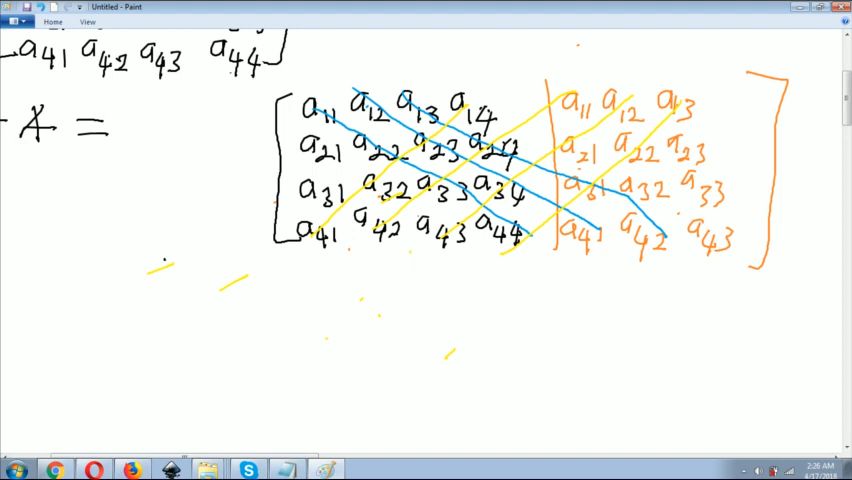 Untitled - Paint
Home View
a41 a42 a43 a44
A =
a11 a12 a13 a14 a11 a12 a13
a21 a22 a23 a24 a21 a22 a23
a31 a32 a33 a34 a31 a32 a33
a41 a42 a43 a44 a41 a42 a43
2:26 AM
4/17/2018